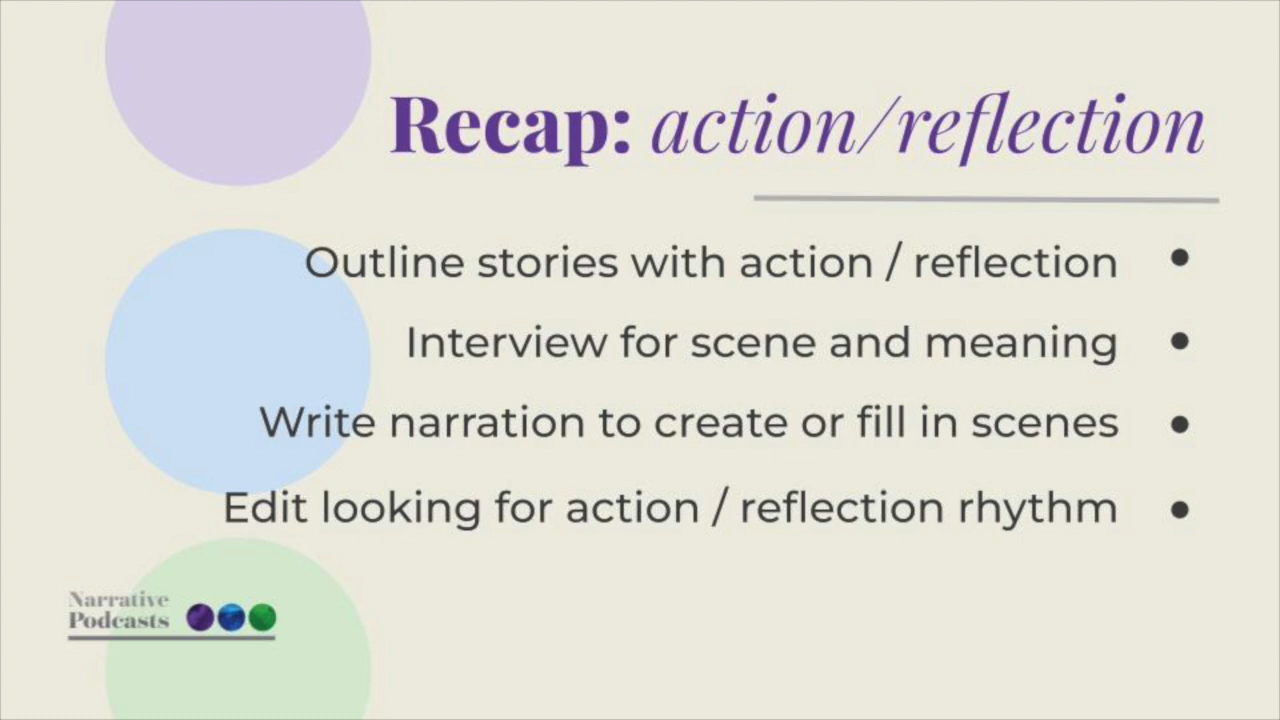 Recap: action/reflection
Outline stories with action / reflection
Interview for scene and meaning
Write narration to create or fill in scenes
Edit looking for action / reflection rhythm
Narrative
Podcasts